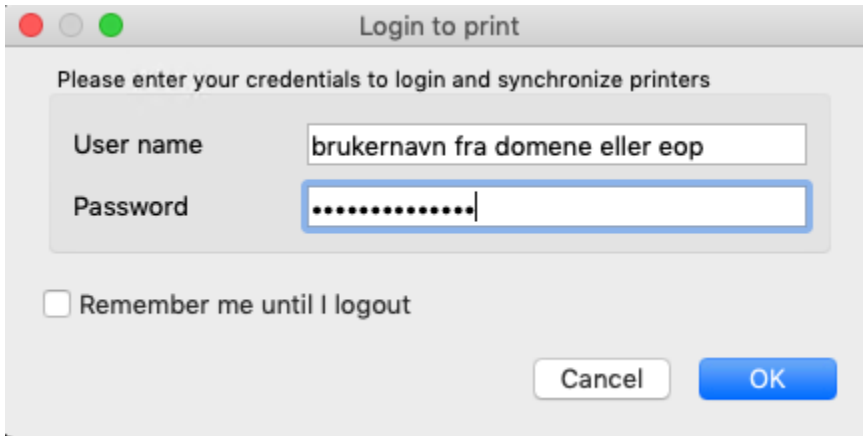 Login to print
Please enter your credentials to login and synchronize printers
User name brukernavn fra domene eller eop
Password ••••••••••••••
Remember me until I logout
Cancel OK